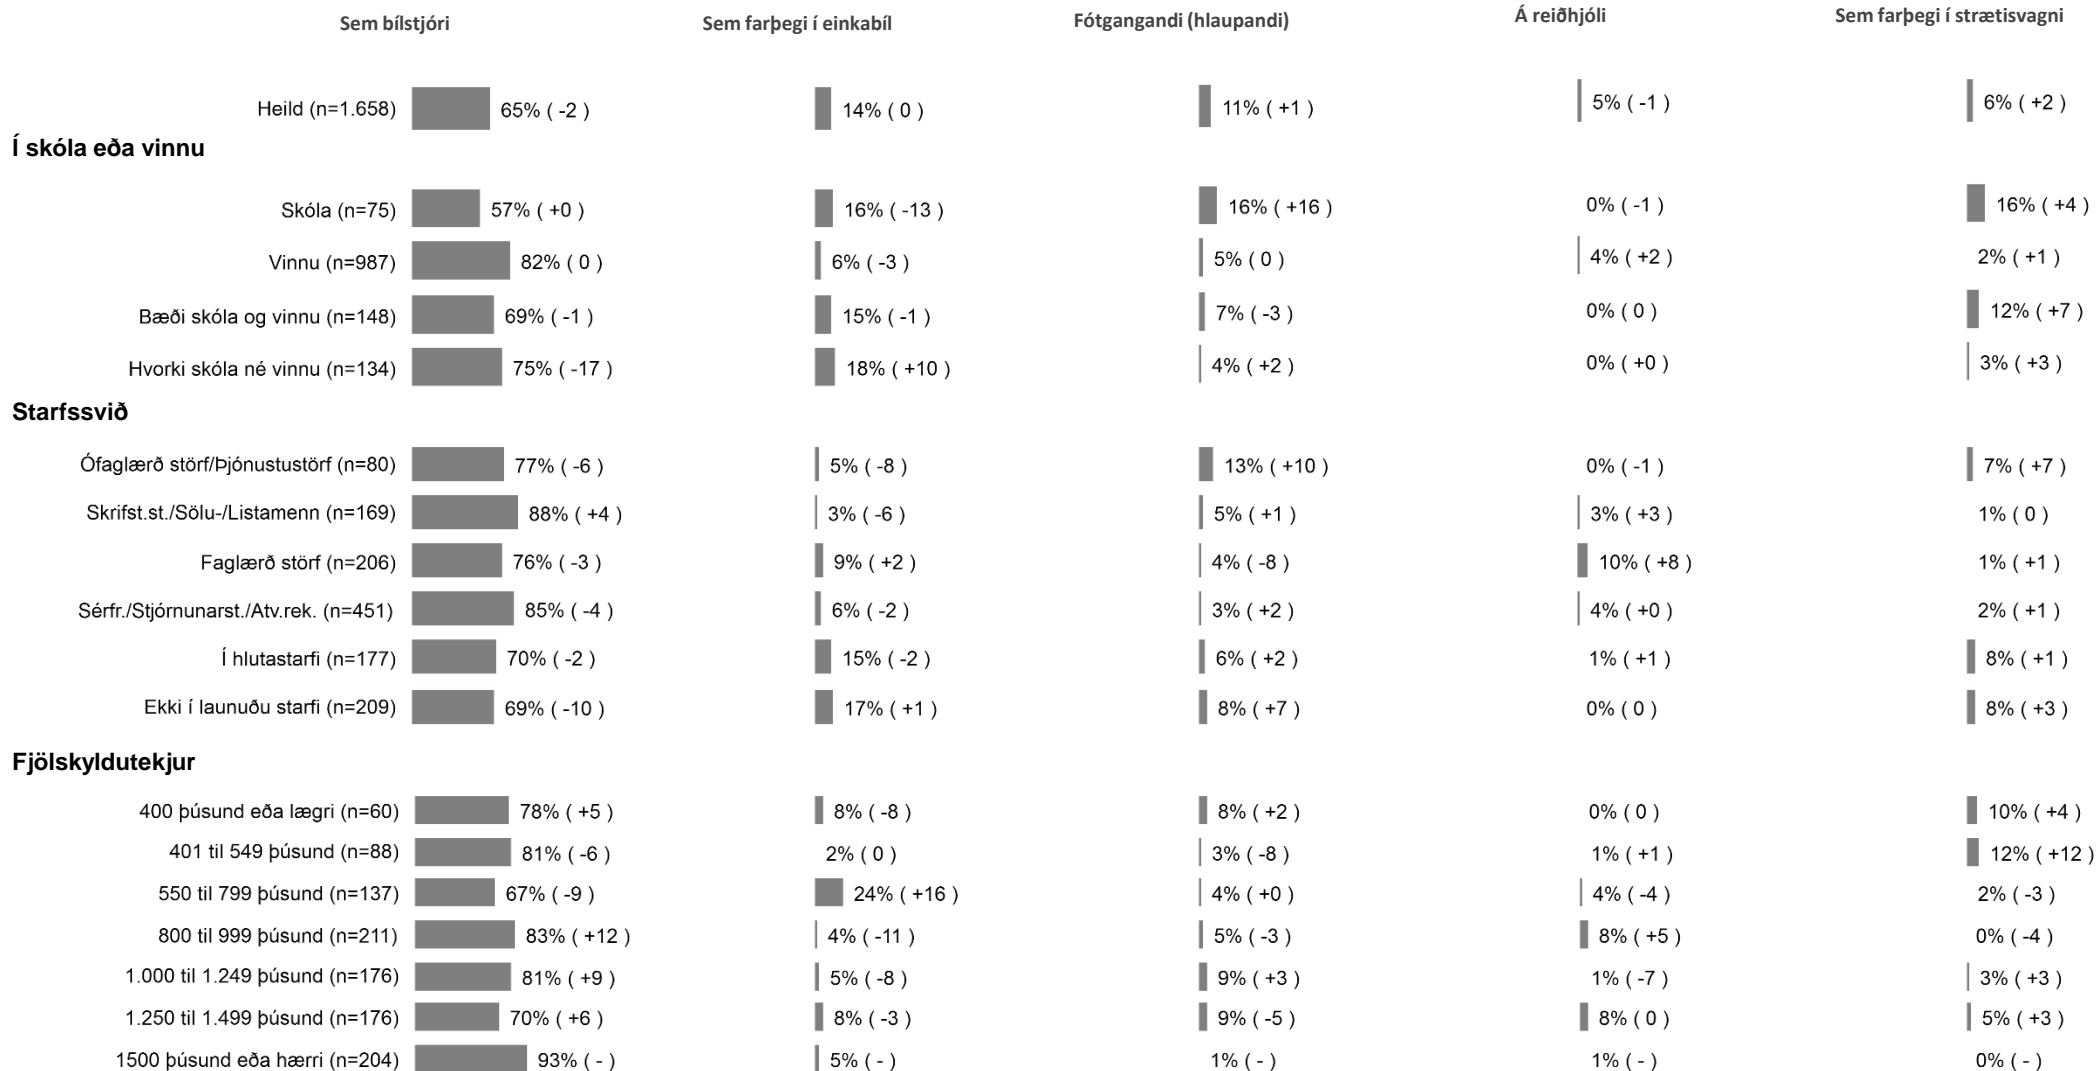 Sem bílstjóri Sem farþegi í einkabíl Fótgangandi (hlaupandi) Á reiðhjóli Sem farþegi í strætisvagni
Heild (n=1.658) 65% ( -2 ) 14% ( 0 ) 11% ( +1 ) 5% ( -1 ) 6% ( +2 )
Í skóla eða vinnu
Skóla (n=75) 57% ( +0 ) 16% ( -13 ) 16% ( +16 ) 0% ( -1 ) 16% ( +4 )
Vinnu (n=987) 82% ( 0 ) 6% ( -3 ) 5% ( 0 ) 4% ( +2 ) 2% ( +1 )
Bæði skóla og vinnu (n=148) 69% ( -1 ) 15% ( -1 ) 7% ( -3 ) 0% ( 0 ) 12% ( +7 )
Hvorki skóla né vinnu (n=134) 75% ( -17 ) 18% ( +10 ) 4% ( +2 ) 0% ( +0 ) 3% ( +3 )
Starfssvið
Ófaglærð störf/Þjónustustörf (n=80) 77% ( -6 ) 5% ( -8 ) 13% ( +10 ) 0% ( -1 ) 7% ( +7 )
Skrifst.st./Sölu-/Listamenn (n=169) 88% ( +4 ) 3% ( -6 ) 5% ( +1 ) 3% ( +3 ) 1% ( 0 )
Faglærð störf (n=206) 76% ( -3 ) 9% ( +2 ) 4% ( -8 ) 10% ( +8 ) 1% ( +1 )
Sérfr./Stjórnunarst./Atv.rek. (n=451) 85% ( -4 ) 6% ( -2 ) 3% ( +2 ) 4% ( +0 ) 2% ( +1 )
Í hlutastarfi (n=177) 70% ( -2 ) 15% ( -2 ) 6% ( +2 ) 1% ( +1 ) 8% ( +1 )
Ekki í launuðu starfi (n=209) 69% ( -10 ) 17% ( +1 ) 8% ( +7 ) 0% ( 0 ) 8% ( +3 )
Fjölskyldutekjur
400 þúsund eða lægri (n=60) 78% ( +5 ) 8% ( -8 ) 8% ( +2 ) 0% ( 0 ) 10% ( +4 )
401 til 549 þúsund (n=88) 81% ( -6 ) 2% ( 0 ) 3% ( -8 ) 1% ( +1 ) 12% ( +12 )
550 til 799 þúsund (n=137) 67% ( -9 ) 24% ( +16 ) 4% ( +0 ) 4% ( -4 ) 2% ( -3 )
800 til 999 þúsund (n=211) 83% ( +12 ) 4% ( -11 ) 5% ( -3 ) 8% ( +5 ) 0% ( -4 )
1.000 til 1.249 þúsund (n=176) 81% ( +9 ) 5% ( -8 ) 9% ( +3 ) 1% ( -7 ) 3% ( +3 )
1.250 til 1.499 þúsund (n=176) 70% ( +6 ) 8% ( -3 ) 9% ( -5 ) 8% ( 0 ) 5% ( +3 )
1500 þúsund eða hærri (n=204) 93% ( - ) 5% ( - ) 1% ( - ) 1% ( - ) 0% ( - )